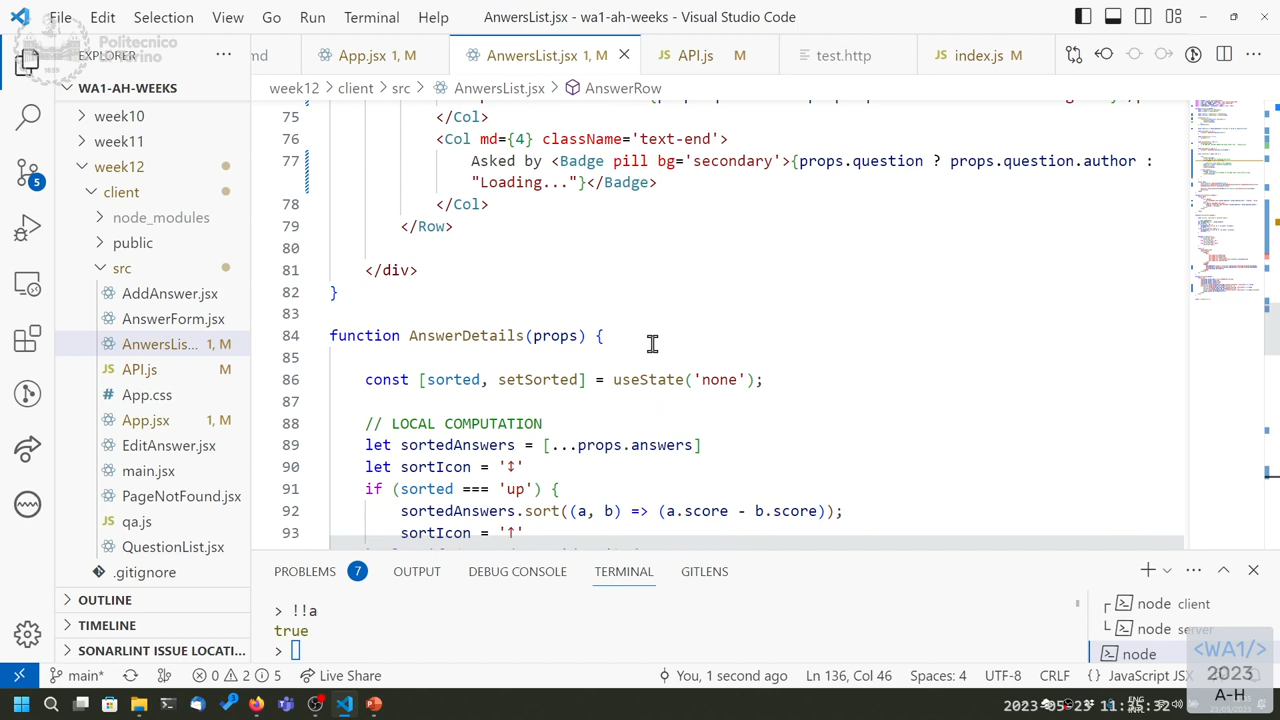 File Edit Selection View Go Run Terminal Help AnwersList.jsx - wa1-ah-weeks - Visual Studio Code
Politecnico
EXPLORER
md App.jsx 1, M AnwersList.jsx 1, M API.js M test.http index.js M
WA1-AH-WEEKS
week12 > client > src > AnwersList.jsx > AnswerRow
week10
week11
week12
client
node_modules
public
src
AddAnswer.jsx
AnswerForm.jsx
AnwersLis... 1, M
API.js M
App.css
App.jsx 1, M
EditAnswer.jsx
main.jsx
PageNotFound.jsx
qa.js
QuestionList.jsx
.gitignore
OUTLINE
TIMELINE
SONARLINT ISSUE LOCATI...
75 </Col>
76 <Col md={4} className='text-end'>
77 Asked by <Badge pill bg='secondary'>{props.question ? props.question.author :
"Loading..."}</Badge>
78 </Col>
79 </Row>
80
81 </div>
82 }
83
84 function AnswerDetails(props) {
85
86 const [sorted, setSorted] = useState('none');
87
88 // LOCAL COMPUTATION
89 let sortedAnswers = [...props.answers]
90 let sortIcon = '↕'
91 if (sorted === 'up') {
92 sortedAnswers.sort((a, b) => (a.score - b.score));
93 sortIcon = '↑'
PROBLEMS 7 OUTPUT DEBUG CONSOLE TERMINAL GITLENS
> !!a
true
>
node client
node server
node
5
main* 0 2 5 Live Share You, 1 second ago Ln 136, Col 46 Spaces: 4 UTF-8 CRLF {} JavaScript JSX
<WA1/>
2023
A-H
ENG